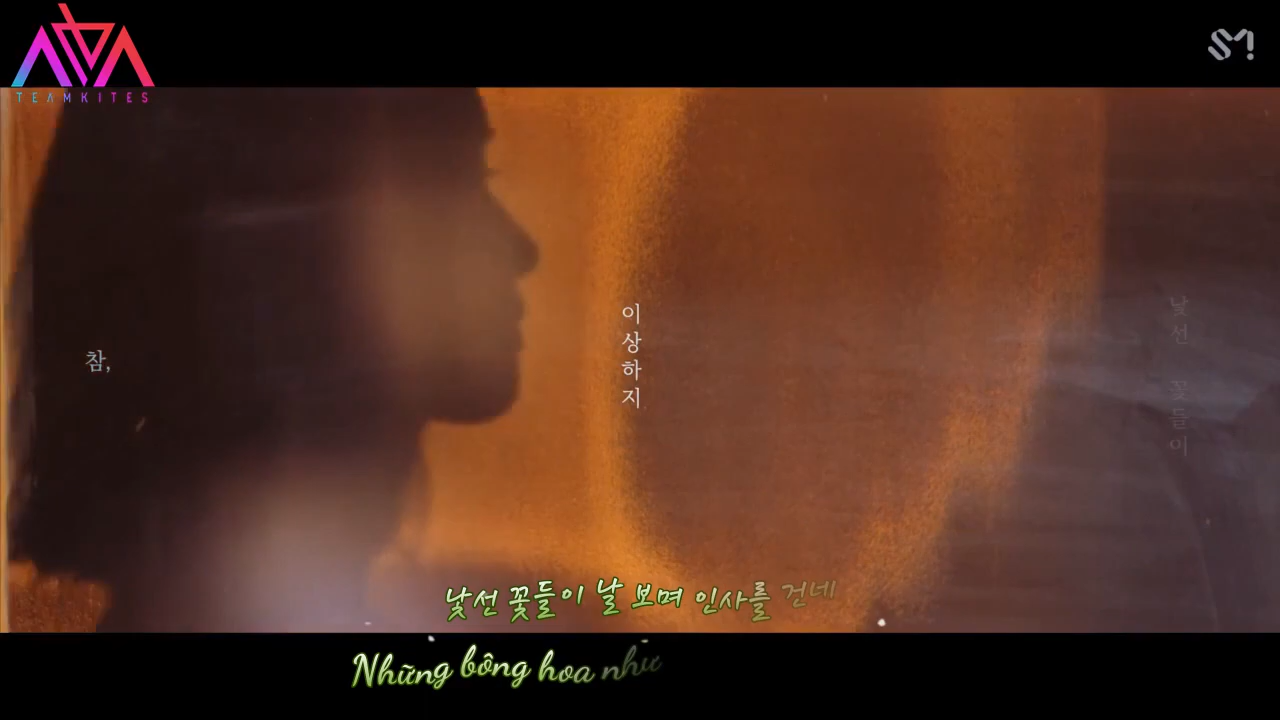 TEAMKITES
SM!
참,
이상하지
낯선 꽃들이
낯선 꽃들이 날 보며 인사를 건네
Những bông hoa như